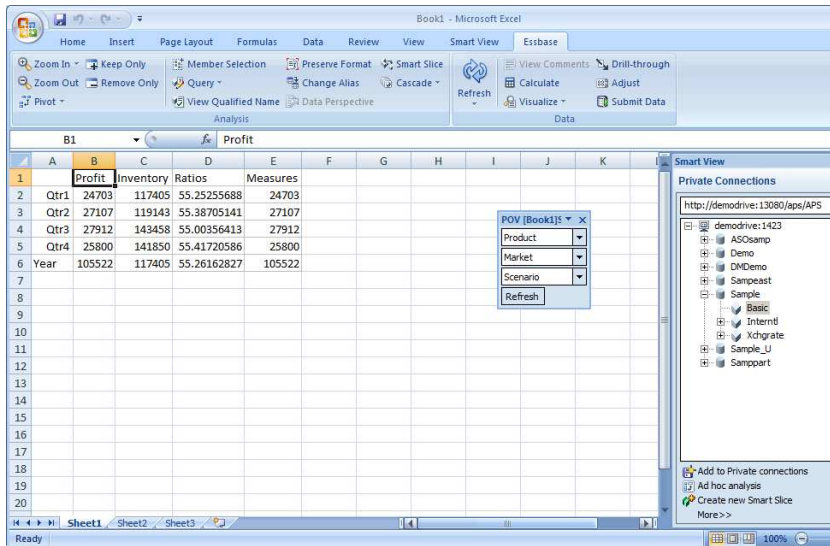 Book1 - Microsoft Excel
Home Insert Page Layout Formulas Data Review View Smart View Essbase
Zoom In Keep Only Member Selection Preserve Format Smart Slice View Comments Drill-through
Zoom Out Remove Only Query Change Alias Cascade Refresh Calculate Adjust
Pivot View Qualified Name Data Perspective Visualize Submit Data
Analysis Data
B1 fx Profit
A B C D E F G H I J K
1 Profit Inventory Ratios Measures
2 Qtr1 24703 117405 55.25255688 24703
3 Qtr2 27107 119143 55.38705141 27107
4 Qtr3 27912 143458 55.00356413 27912
5 Qtr4 25800 141850 55.41720586 25800
6 Year 105522 117405 55.26162827 105522
7
8
9
10
11
12
13
14
15
16
17
18
19
20
POV [Book1]
Product
Market
Scenario
Refresh
Smart View
Private Connections
http://demodrive:13080/aps/APS
demodrive:1423
ASOsamp
Demo
DMDemo
Sampeast
Sample
Basic
Interntl
Xchgrate
Sample_U
Samppart
Add to Private connections
Ad hoc analysis
Create new Smart Slice
More>>
Sheet1 Sheet2 Sheet3
Ready 100%